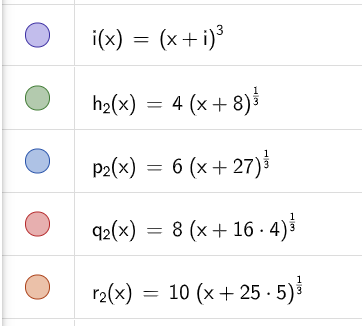 i(x) = (x + i)³
h₂(x) = 4 (x + 8)^(1/3)
p₂(x) = 6 (x + 27)^(1/3)
q₂(x) = 8 (x + 16 · 4)^(1/3)
r₂(x) = 10 (x + 25 · 5)^(1/3)